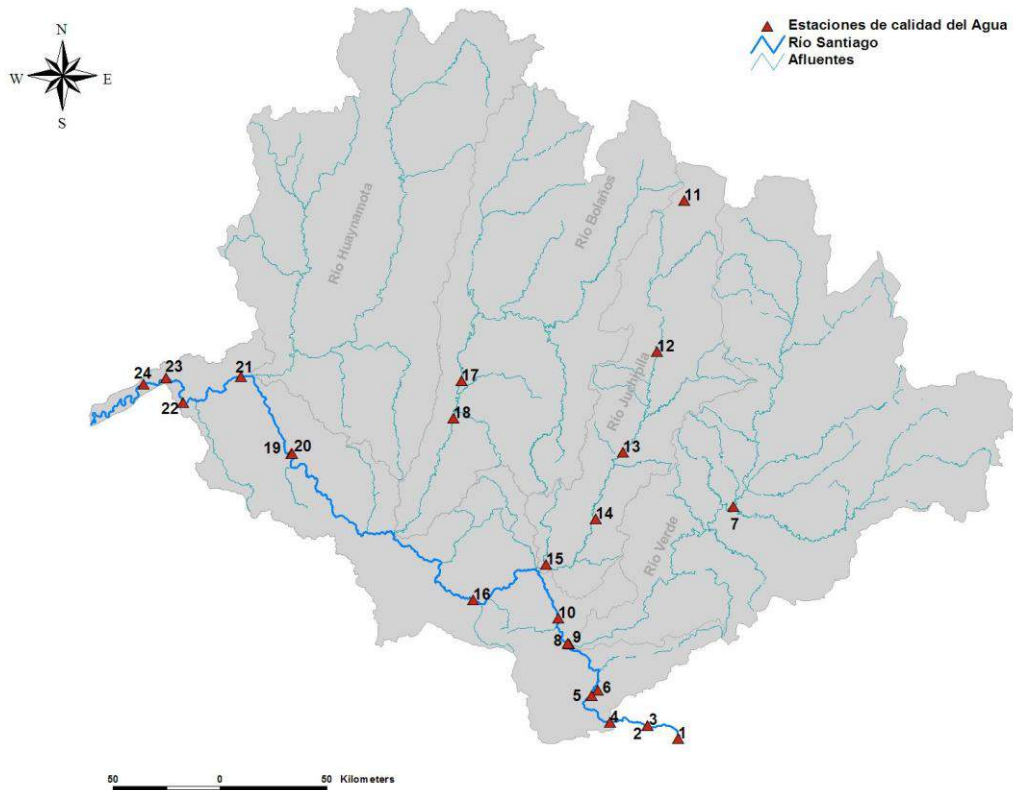 N
W E
S
Estaciones de calidad del Agua
Río Santiago
Afluentes
Río Huaynamota
Río Bolaños
Río Juchipila
Río Verde
11
12
17
18
13
14
7
24 23 21
22
19 20
15
16
10
8 9
5 6
4 3
2 1
50 0 50 Kilometers